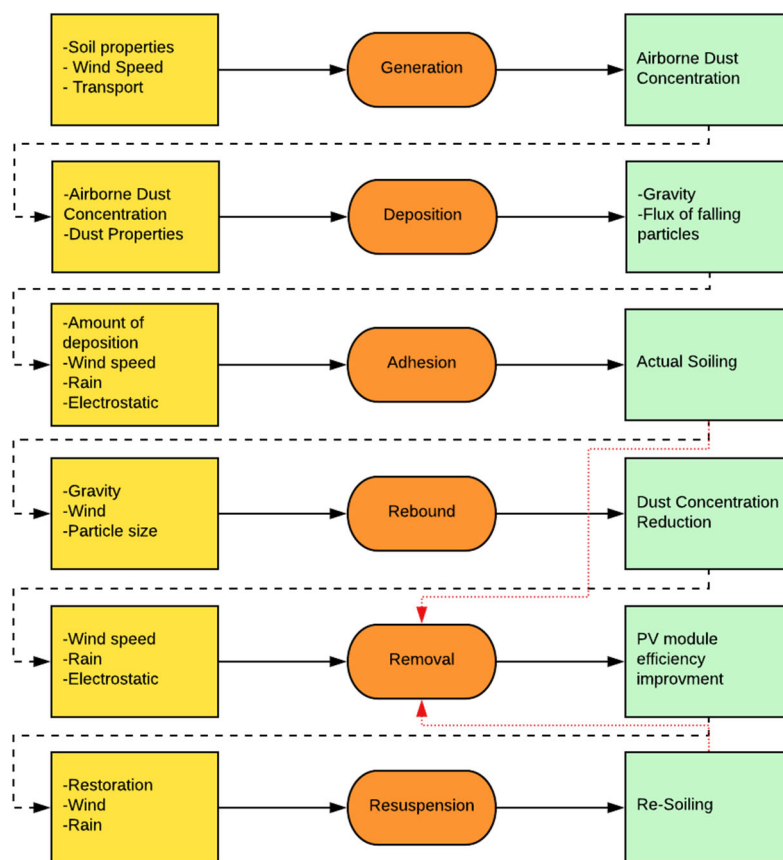 -Soil properties
- Wind Speed
- Transport
Generation
Airborne Dust
Concentration
-Airborne Dust
Concentration
-Dust Properties
Deposition
-Gravity
-Flux of falling
particles
-Amount of
deposition
-Wind speed
-Rain
-Electrostatic
Adhesion
Actual Soiling
-Gravity
-Wind
-Particle size
Rebound
Dust Concentration
Reduction
-Wind speed
-Rain
-Electrostatic
Removal
PV module
efficiency
improvment
-Restoration
-Wind
-Rain
Resuspension
Re-Soiling